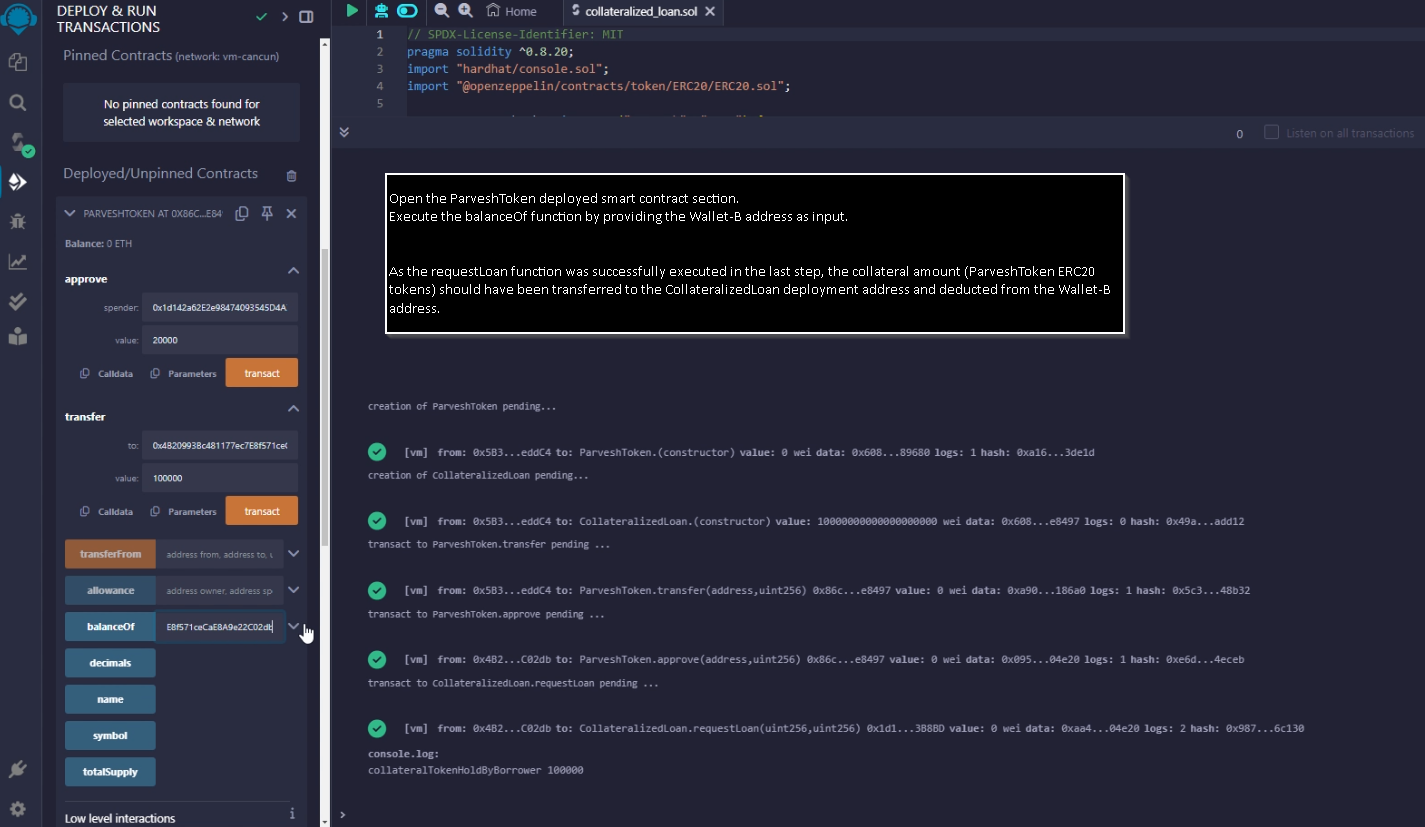 DEPLOY & RUN
TRANSACTIONS
Pinned Contracts (network: vm-cancun)
No pinned contracts found for
selected workspace & network
Deployed/Unpinned Contracts
PARVESHTOKEN AT 0X86C...E84
Balance: 0 ETH
approve
spender: 0x1d142a62E2e98474093545D4A
value: 20000
Calldata Parameters transact
transfer
to: 0x4B20993Bc481177ec7E8f571ceC
value: 100000
Calldata Parameters transact
transferFrom address from, address to, u
allowance address owner, address sp
balanceOf E8f571ceCaE8A9e22C02db
decimals
name
symbol
totalSupply
Low level interactions i
Home collateralized_loan.sol
1 // SPDX-License-Identifier: MIT
2 pragma solidity ^0.8.20;
3 import "hardhat/console.sol";
4 import "@openzeppelin/contracts/token/ERC20/ERC20.sol";
5
0 Listen on all transactions
Open the ParveshToken deployed smart contract section.
Execute the balanceOf function by providing the Wallet-B address as input.
As the requestLoan function was successfully executed in the last step, the collateral amount (ParveshToken ERC20
tokens) should have been transferred to the CollateralizedLoan deployment address and deducted from the Wallet-B
address.
creation of ParveshToken pending...
[vm] from: 0x5B3...eddC4 to: ParveshToken.(constructor) value: 0 wei data: 0x608...89680 logs: 1 hash: 0xa16...3de1d
creation of CollateralizedLoan pending...
[vm] from: 0x5B3...eddC4 to: CollateralizedLoan.(constructor) value: 10000000000000000000 wei data: 0x608...e8497 logs: 0 hash: 0x49a...add12
transact to ParveshToken.transfer pending ...
[vm] from: 0x5B3...eddC4 to: ParveshToken.transfer(address,uint256) 0x86c...e8497 value: 0 wei data: 0xa90...186a0 logs: 1 hash: 0x5c3...48b32
transact to ParveshToken.approve pending ...
[vm] from: 0x4B2...C02db to: ParveshToken.approve(address,uint256) 0x86c...e8497 value: 0 wei data: 0x095...04e20 logs: 1 hash: 0xe6d...4eceb
transact to CollateralizedLoan.requestLoan pending ...
[vm] from: 0x4B2...C02db to: CollateralizedLoan.requestLoan(uint256,uint256) 0x1d1...3B8BD value: 0 wei data: 0xaa4...04e20 logs: 2 hash: 0x987...6c130
console.log:
collateralTokenHoldByBorrower 100000
>